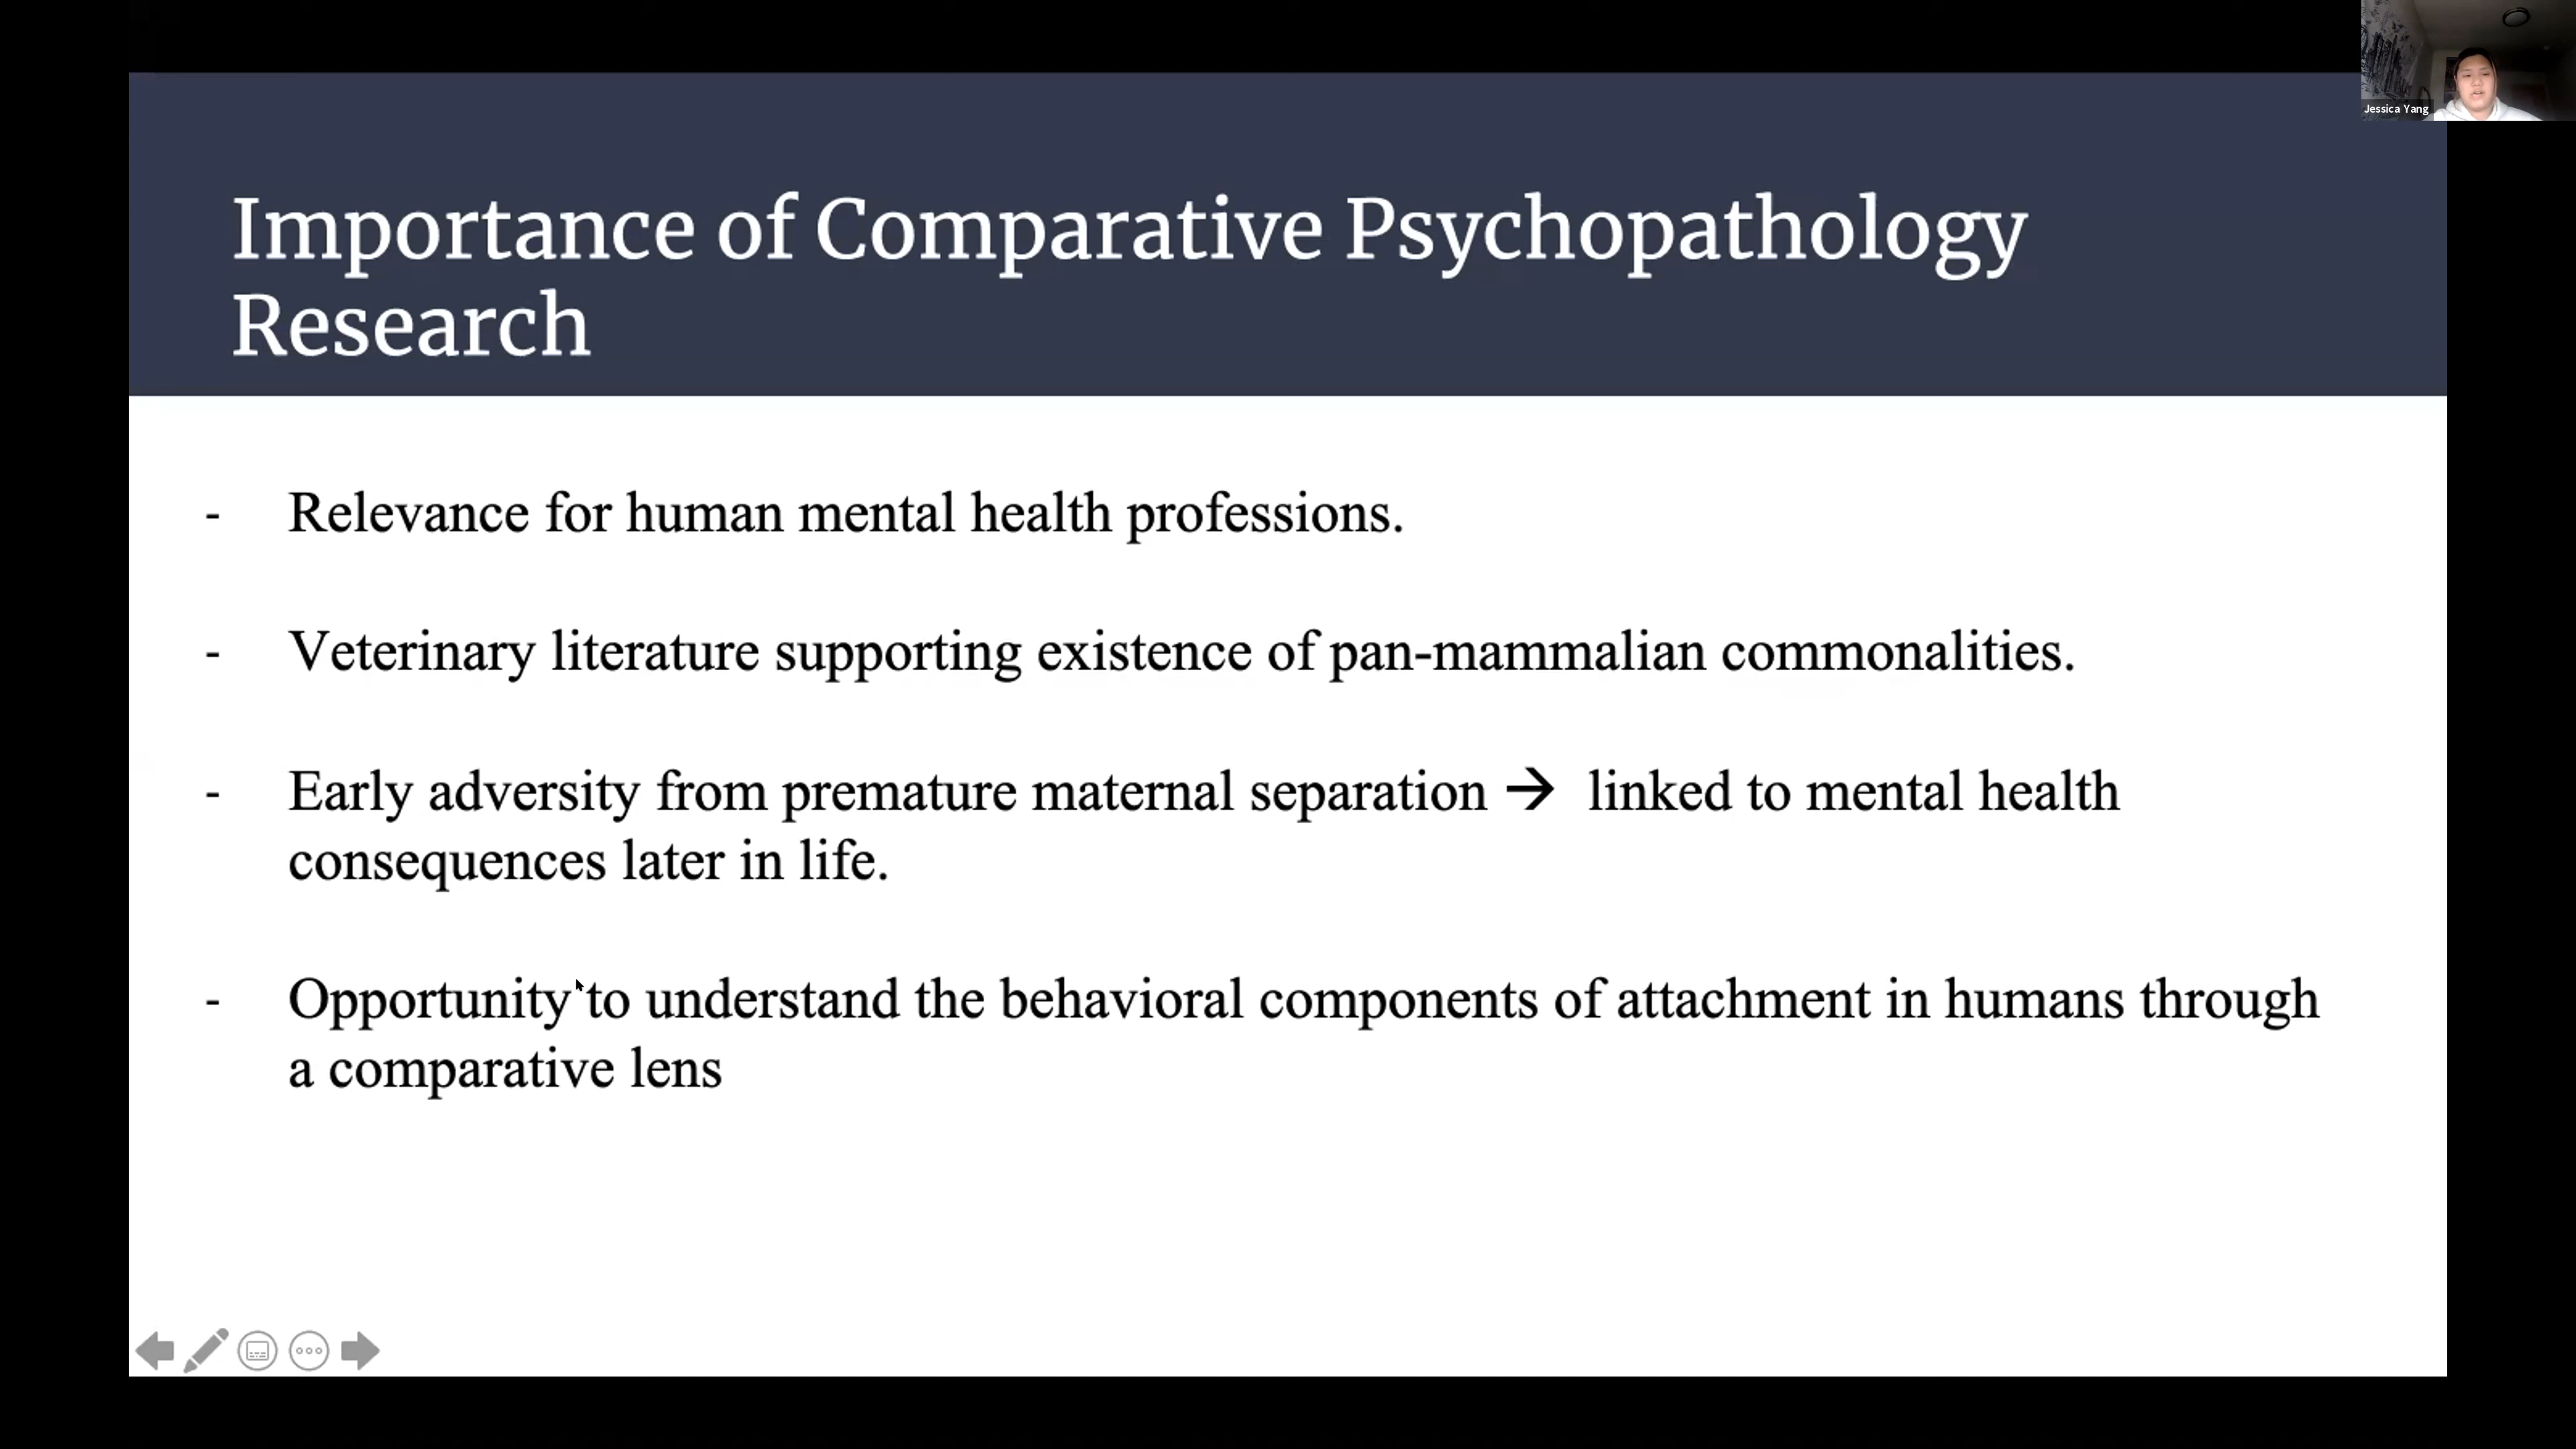 Jessica Yang
Importance of Comparative Psychopathology
Research
- Relevance for human mental health professions.
- Veterinary literature supporting existence of pan-mammalian commonalities.
- Early adversity from premature maternal separation → linked to mental health
consequences later in life.
- Opportunity to understand the behavioral components of attachment in humans through
a comparative lens